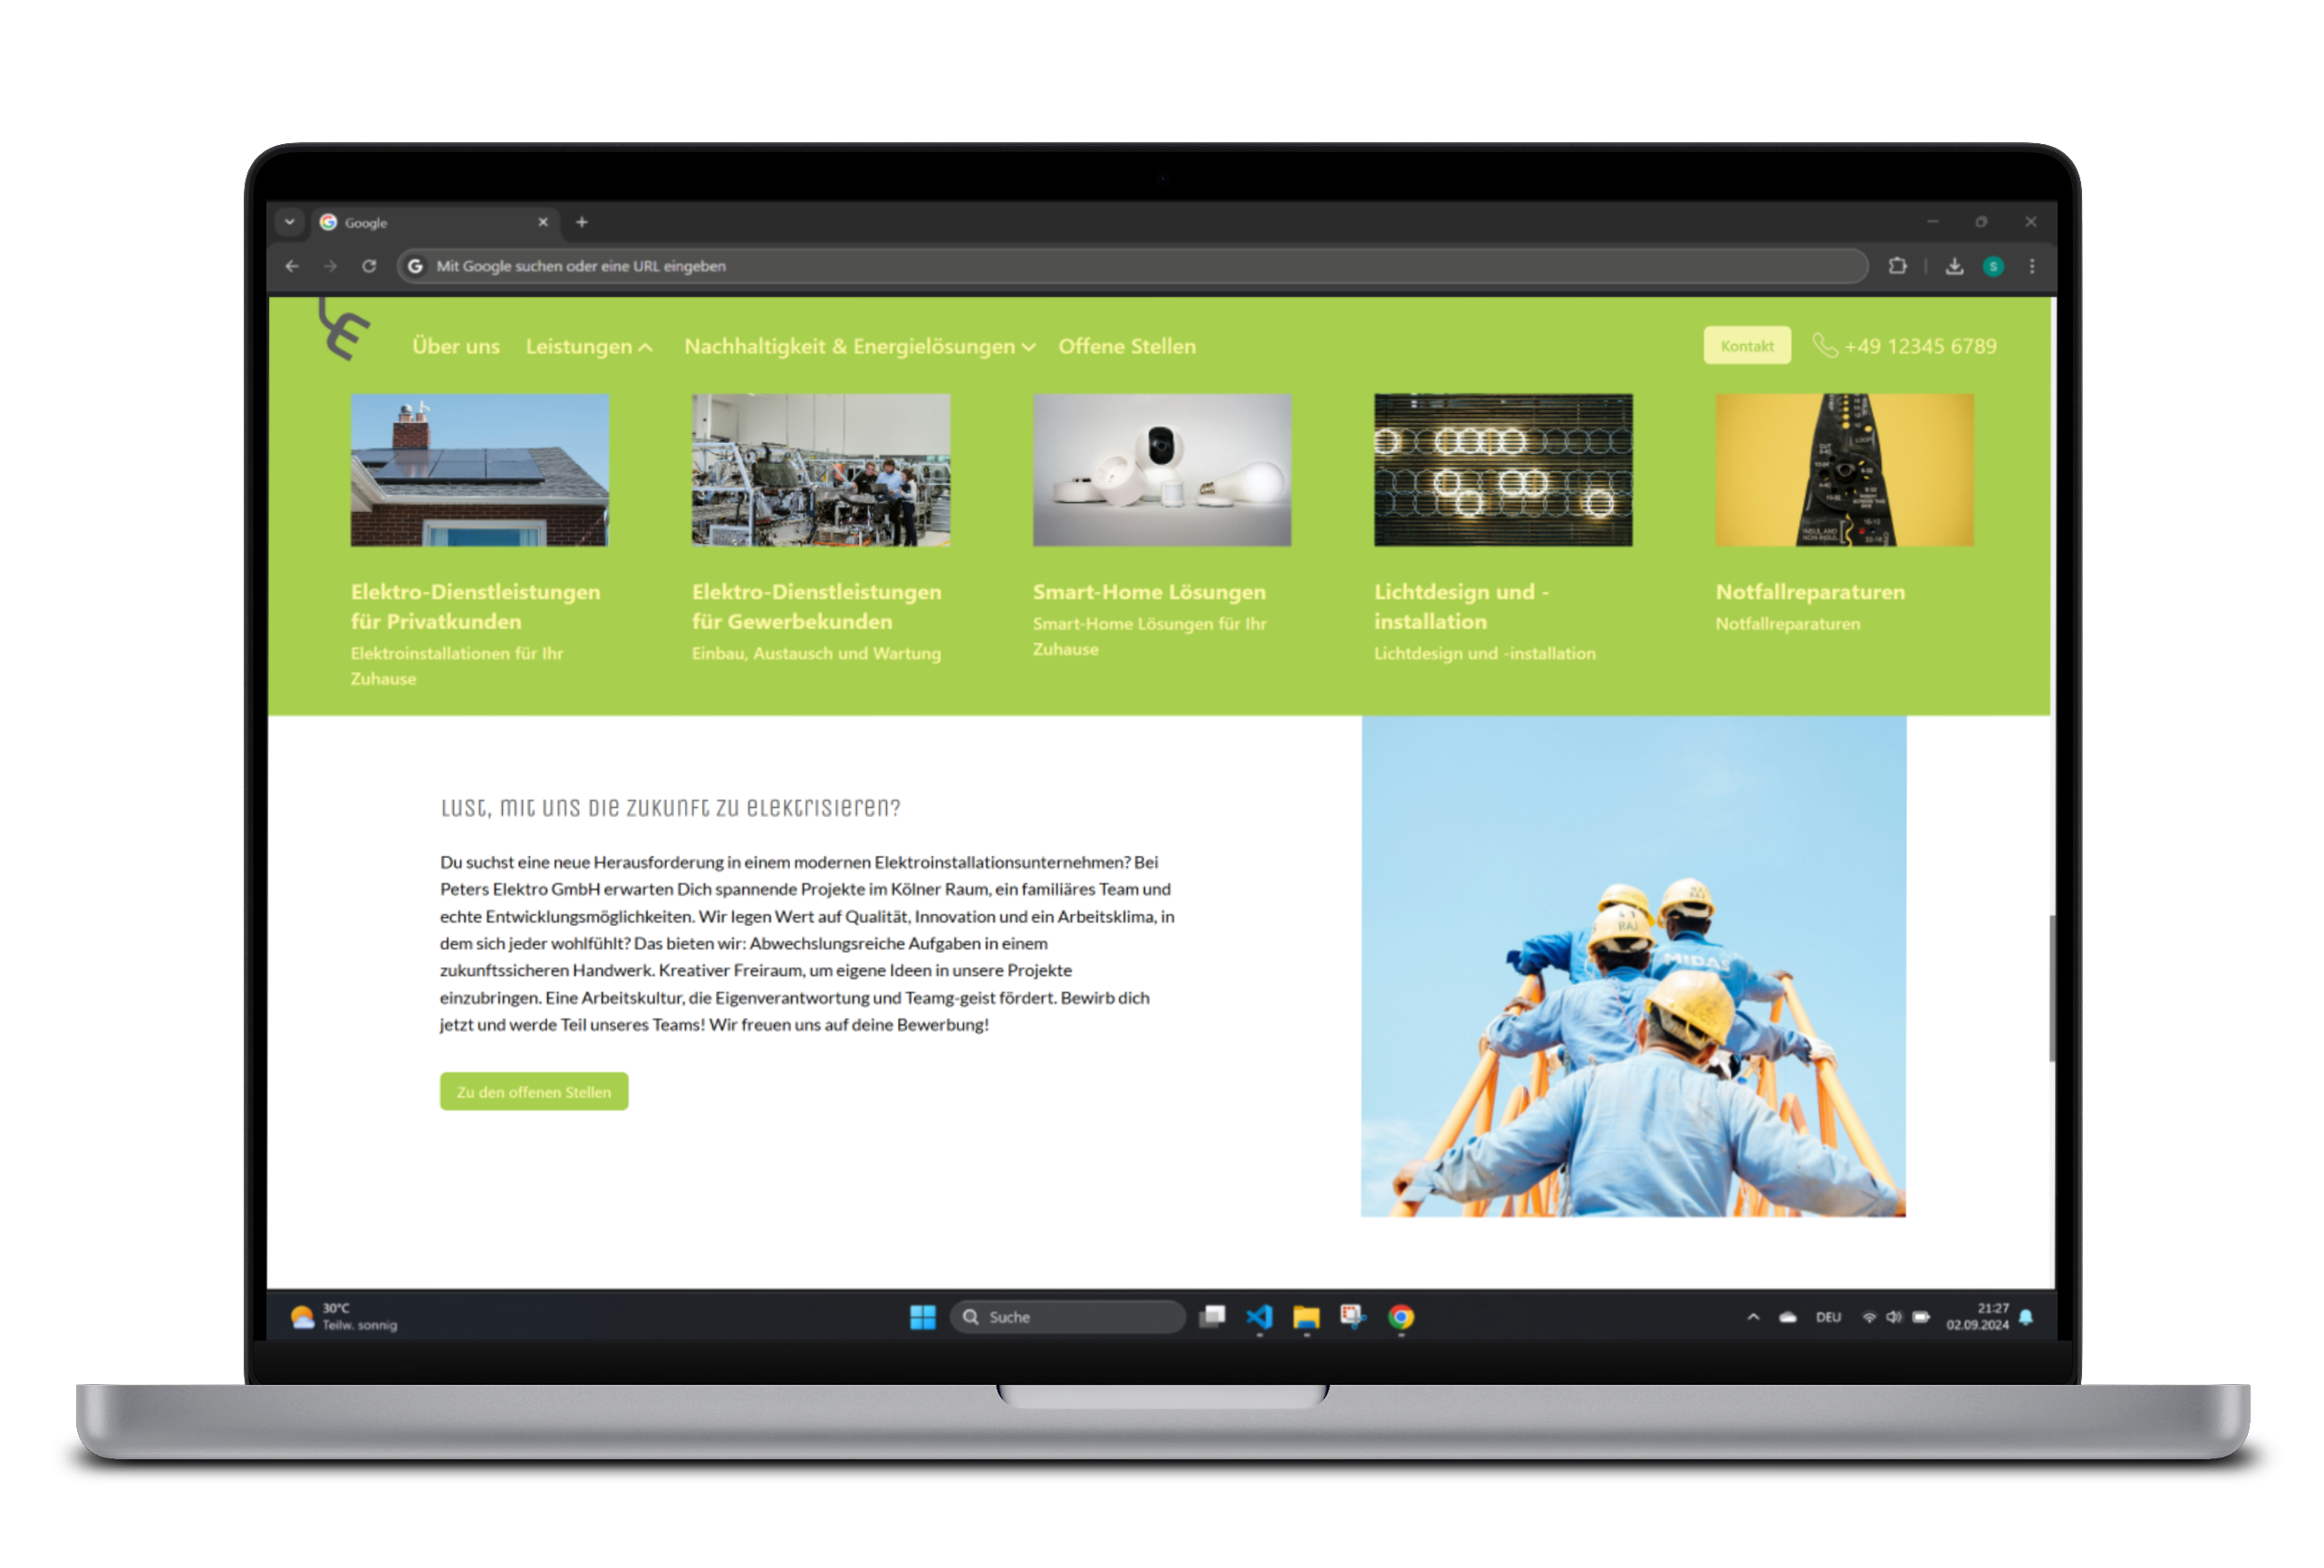 Google
Mit Google suchen oder eine URL eingeben
S
Über uns Leistungen Nachhaltigkeit & Energielösungen Offene Stellen Kontakt +49 12345 6789
Elektro-Dienstleistungen
für Privatkunden
Elektroinstallationen für Ihr
Zuhause
Elektro-Dienstleistungen
für Gewerbekunden
Einbau, Austausch und Wartung
Smart-Home Lösungen
Smart-Home Lösungen für Ihr
Zuhause
Lichtdesign und -
installation
Lichtdesign und -installation
Notfallreparaturen
Notfallreparaturen
Lust, mit uns die Zukunft zu elektrisieren?
Du suchst eine neue Herausforderung in einem modernen Elektroinstallationsunternehmen? Bei
Peters Elektro GmbH erwarten Dich spannende Projekte im Kölner Raum, ein familiäres Team und
echte Entwicklungsmöglichkeiten. Wir legen Wert auf Qualität, Innovation und ein Arbeitsklima, in
dem sich jeder wohlfühlt? Das bieten wir: Abwechslungsreiche Aufgaben in einem
zukunftssicheren Handwerk. Kreativer Freiraum, um eigene Ideen in unsere Projekte
einzubringen. Eine Arbeitskultur, die Eigenverantwortung und Teamg-geist fördert. Bewirb dich
jetzt und werde Teil unseres Teams! Wir freuen uns auf deine Bewerbung!
Zu den offenen Stellen
RAJ
MIDAS
30°C
Teilw. sonnig
Suche
DEU
21:27
02.09.2024